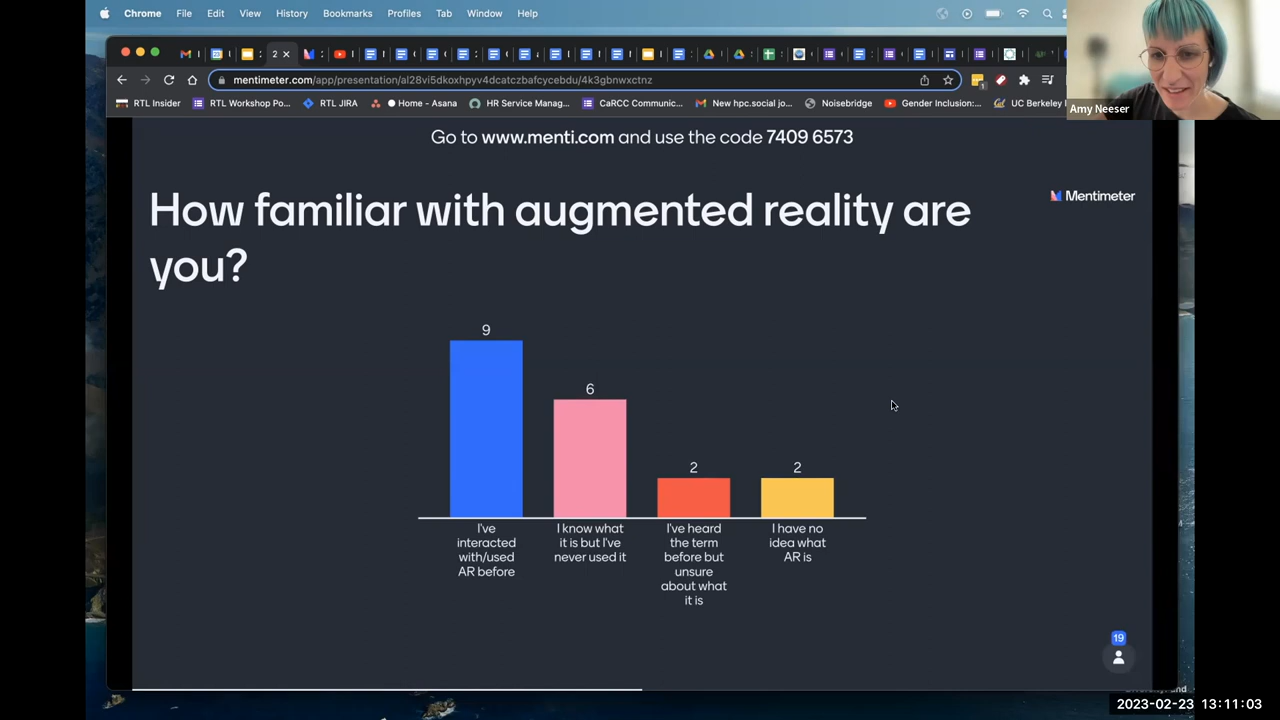 Chrome File Edit View History Bookmarks Profiles Tab Window Help
2
mentimeter.com/app/presentation/al28vi5dkoxhpyv4dcatczbafcycebdu/4k3gbnwxctnz
RTL Insider RTL Workshop Po... RTL JIRA Home - Asana HR Service Manag... CaRCC Communic... New hpc.social jo... Noisebridge Gender Inclusion:... UC Berkeley
Amy Neeser
Go to www.menti.com and use the code 7409 6573
Mentimeter
How familiar with augmented reality are
you?
9
6
2
2
I've
interacted
with/used
AR before
I know what
it is but I've
never used it
I've heard
the term
before but
unsure
about what
it is
I have no
idea what
AR is
19
2023-02-23 13:11:03